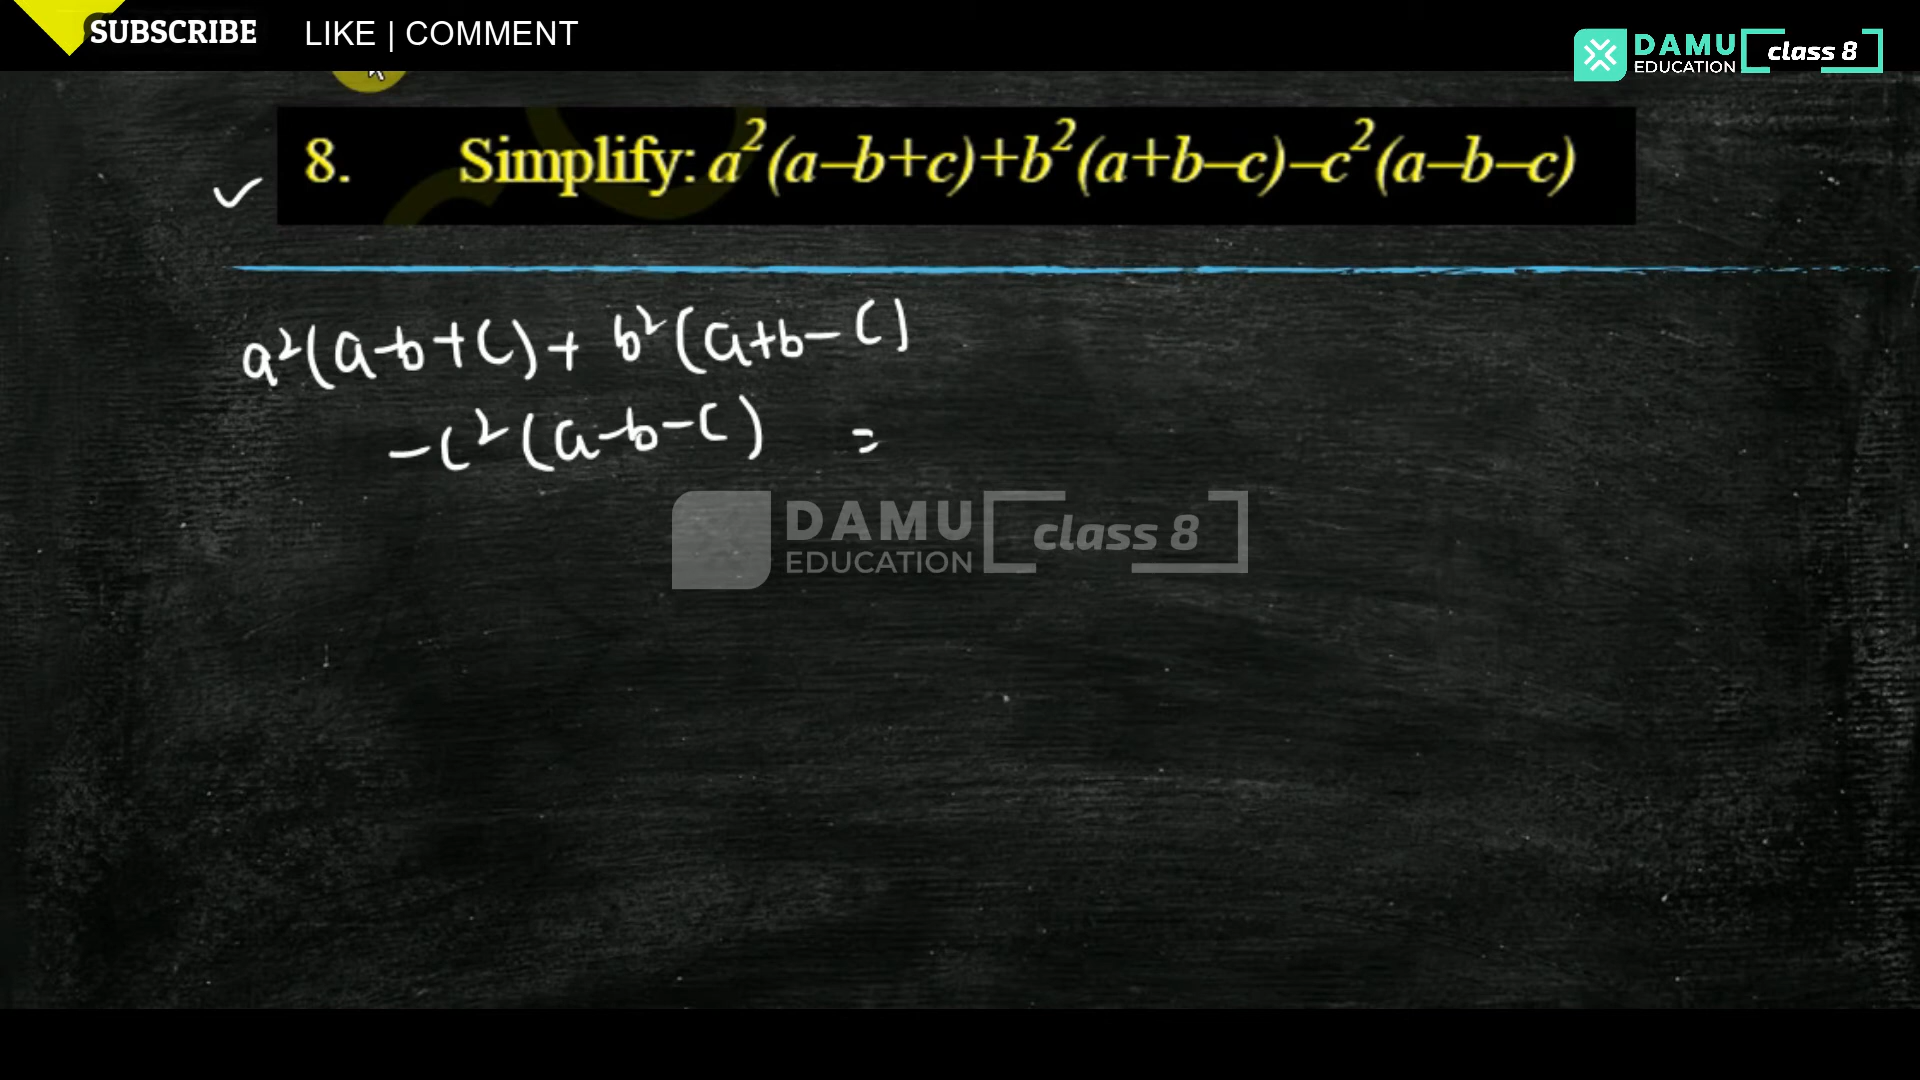 SUBSCRIBE LIKE | COMMENT
DAMU
EDUCATION
class 8
8. Simplify: a²(a–b+c)+b²(a+b–c)–c²(a–b–c)
a²(a-b+c)+ b²(a+b-c)
-c²(a-b-c) =
DAMU
EDUCATION
class 8